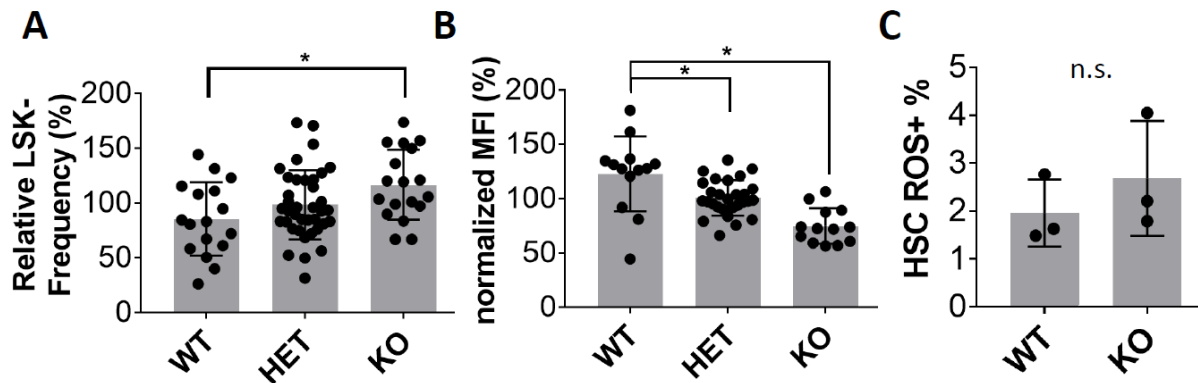 A
Relative LSK-
Frequency (%)
200
150
100
50
0
*
WT
HET
KO
B
normalized MFI (%)
200
150
100
50
0
*
*
WT
HET
KO
C
HSC ROS+ %
5
4
3
2
1
0
n.s.
WT
KO